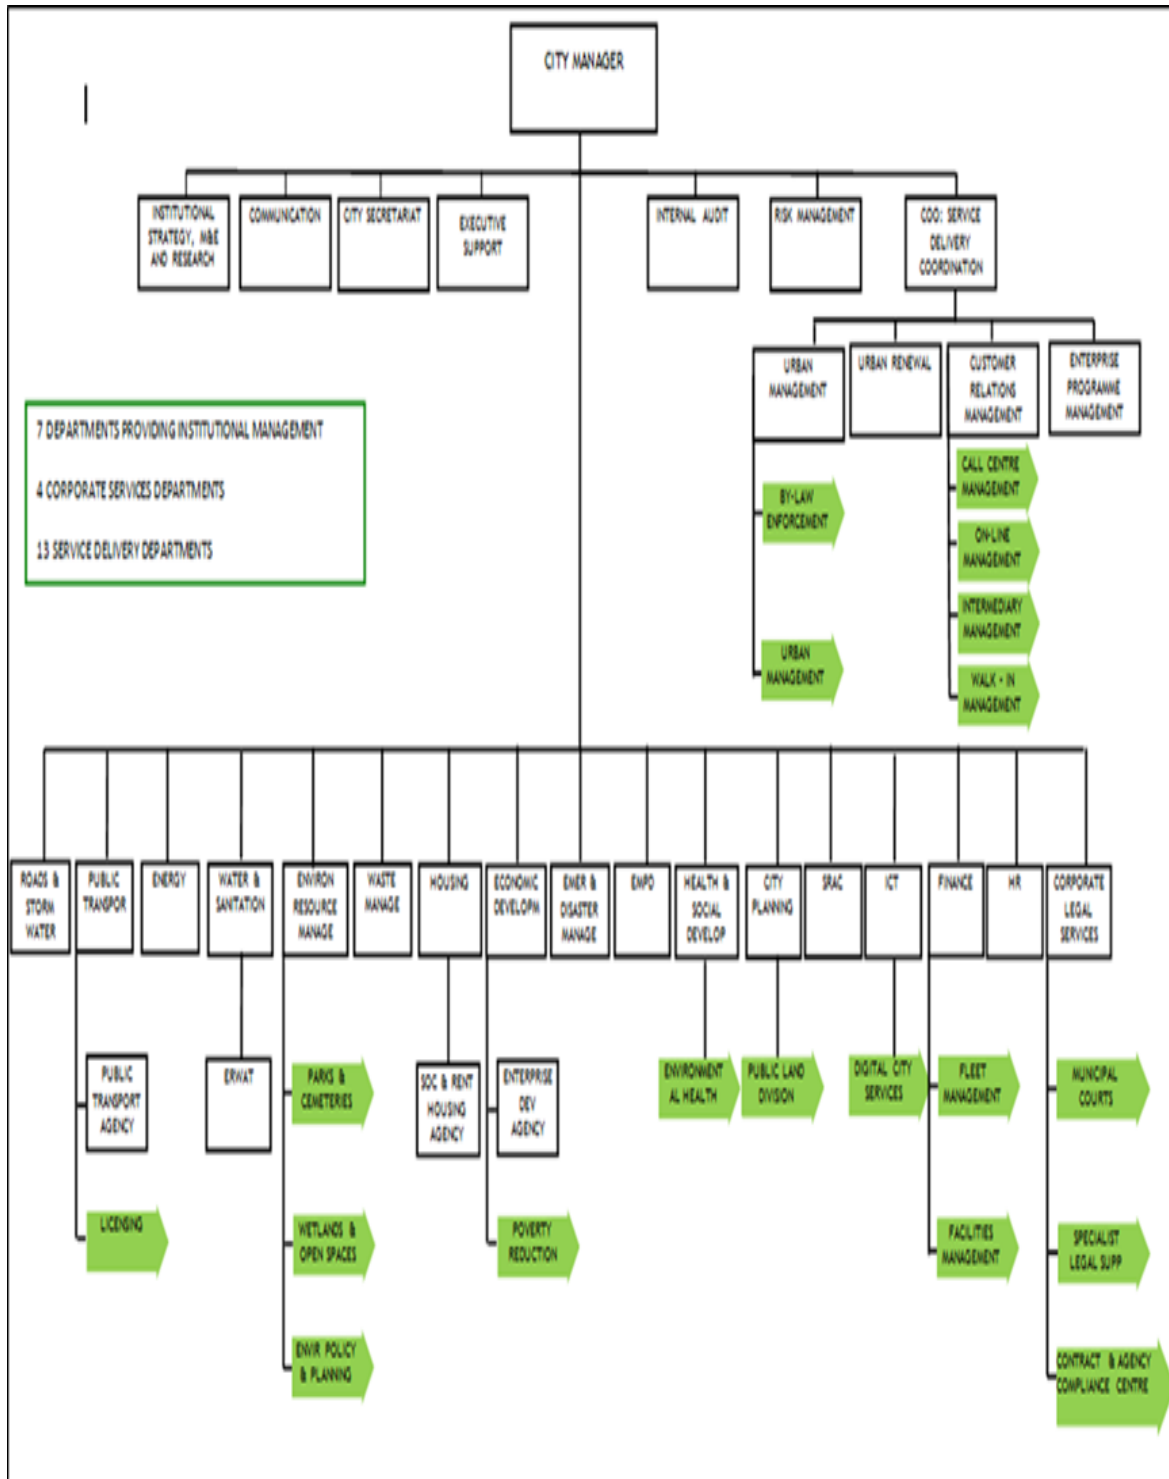 CITY MANAGER
INSTITUTIONAL
STRATEGY, M&E
AND RESEARCH
COMMUNICATION
CITY SECRETARIAT
EXECUTIVE
SUPPORT
INTERNAL AUDIT
RISK MANAGEMENT
COO: SERVICE
DELIVERY
COORDINATION
URBAN
MANAGEMENT
URBAN RENEWAL
CUSTOMER
RELATIONS
MANAGEMENT
ENTERPRISE
PROGRAMME
MANAGEMENT
7 DEPARTMENTS PROVIDING INSTITUTIONAL MANAGEMENT
4 CORPORATE SERVICES DEPARTMENTS
13 SERVICE DELIVERY DEPARTMENTS
BY-LAW
ENFORCEMENT
URBAN
MANAGEMENT
CALL CENTRE
MANAGEMENT
ON-LINE
MANAGEMENT
INTERMEDIARY
MANAGEMENT
WALK - IN
MANAGEMENT
ROADS &
STORM
WATER
PUBLIC
TRANSPOR
ENERGY
WATER &
SANITATION
ENVIRON
RESOURCE
MANAGE
WASTE
MANAGE
HOUSING
ECONOMIC
DEVELOPM
EMER &
DISASTER
MANAGE
EMPD
HEALTH &
SOCIAL
DEVELOP
CITY
PLANNING
SRAC
ICT
FINANCE
HR
CORPORATE
LEGAL
SERVICES
PUBLIC
TRANSPORT
AGENCY
LICENSING
ERWAT
PARKS &
CEMETERIES
WETLANDS &
OPEN SPACES
ENVIR POLICY
& PLANNING
SOC & RENT
HOUSING
AGENCY
ENTERPRISE
DEV
AGENCY
POVERTY
REDUCTION
ENVIRONMENT
AL HEALTH
PUBLIC LAND
DIVISION
DIGITAL CITY
SERVICES
FLEET
MANAGEMENT
FACILITIES
MANAGEMENT
MUNICIPAL
COURTS
SPECIALIST
LEGAL SUPP
CONTRACT & AGENCY
COMPLIANCE CENTRE